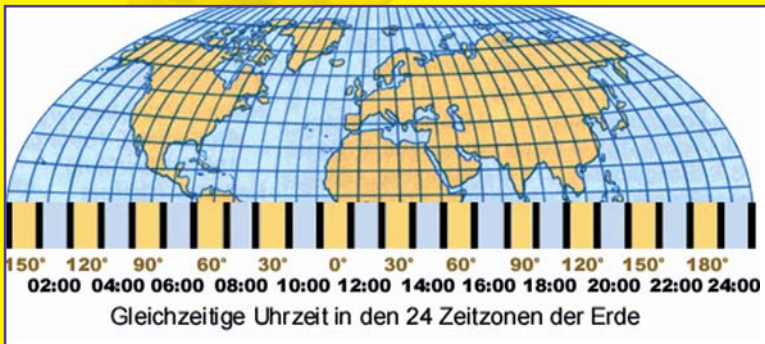 150° 120° 90° 60° 30° 0° 30° 60° 90° 120° 150° 180°
02:00 04:00 06:00 08:00 10:00 12:00 14:00 16:00 18:00 20:00 22:00 24:00
Gleichzeitige Uhrzeit in den 24 Zeitzonen der Erde